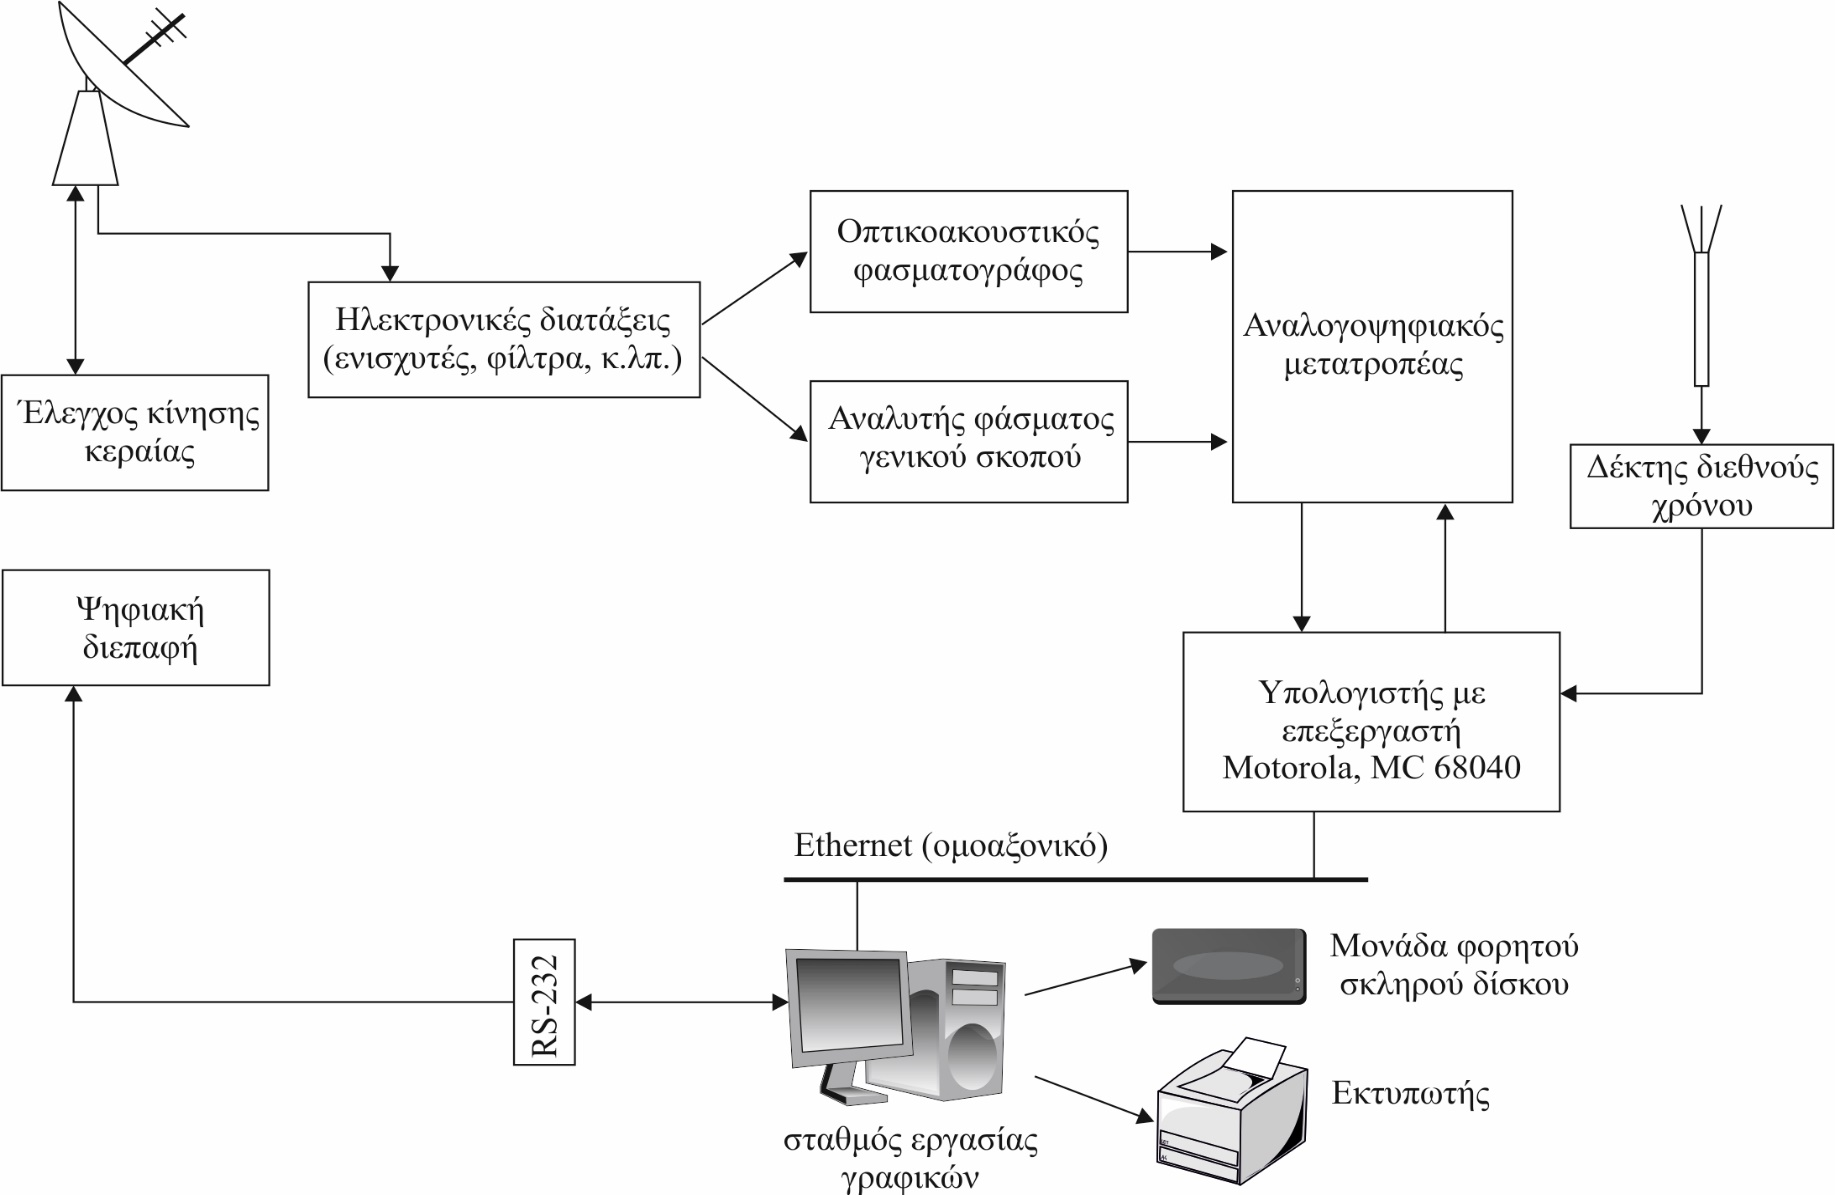 Οπτικοακουστικός
φασματογράφος
Ηλεκτρονικές διατάξεις
(ενισχυτές, φίλτρα, κ.λπ.)
Αναλογοψηφιακός
μετατροπέας
Έλεγχος κίνησης
κεραίας
Αναλυτής φάσματος
γενικού σκοπού
Δέκτης διεθνούς
χρόνου
Ψηφιακή
διεπαφή
Υπολογιστής με
επεξεργαστή
Motorola, MC 68040
Ethernet (ομοαξονικό)
RS-232
Μονάδα φορητού
σκληρού δίσκου
Εκτυπωτής
σταθμός εργασίας
γραφικών